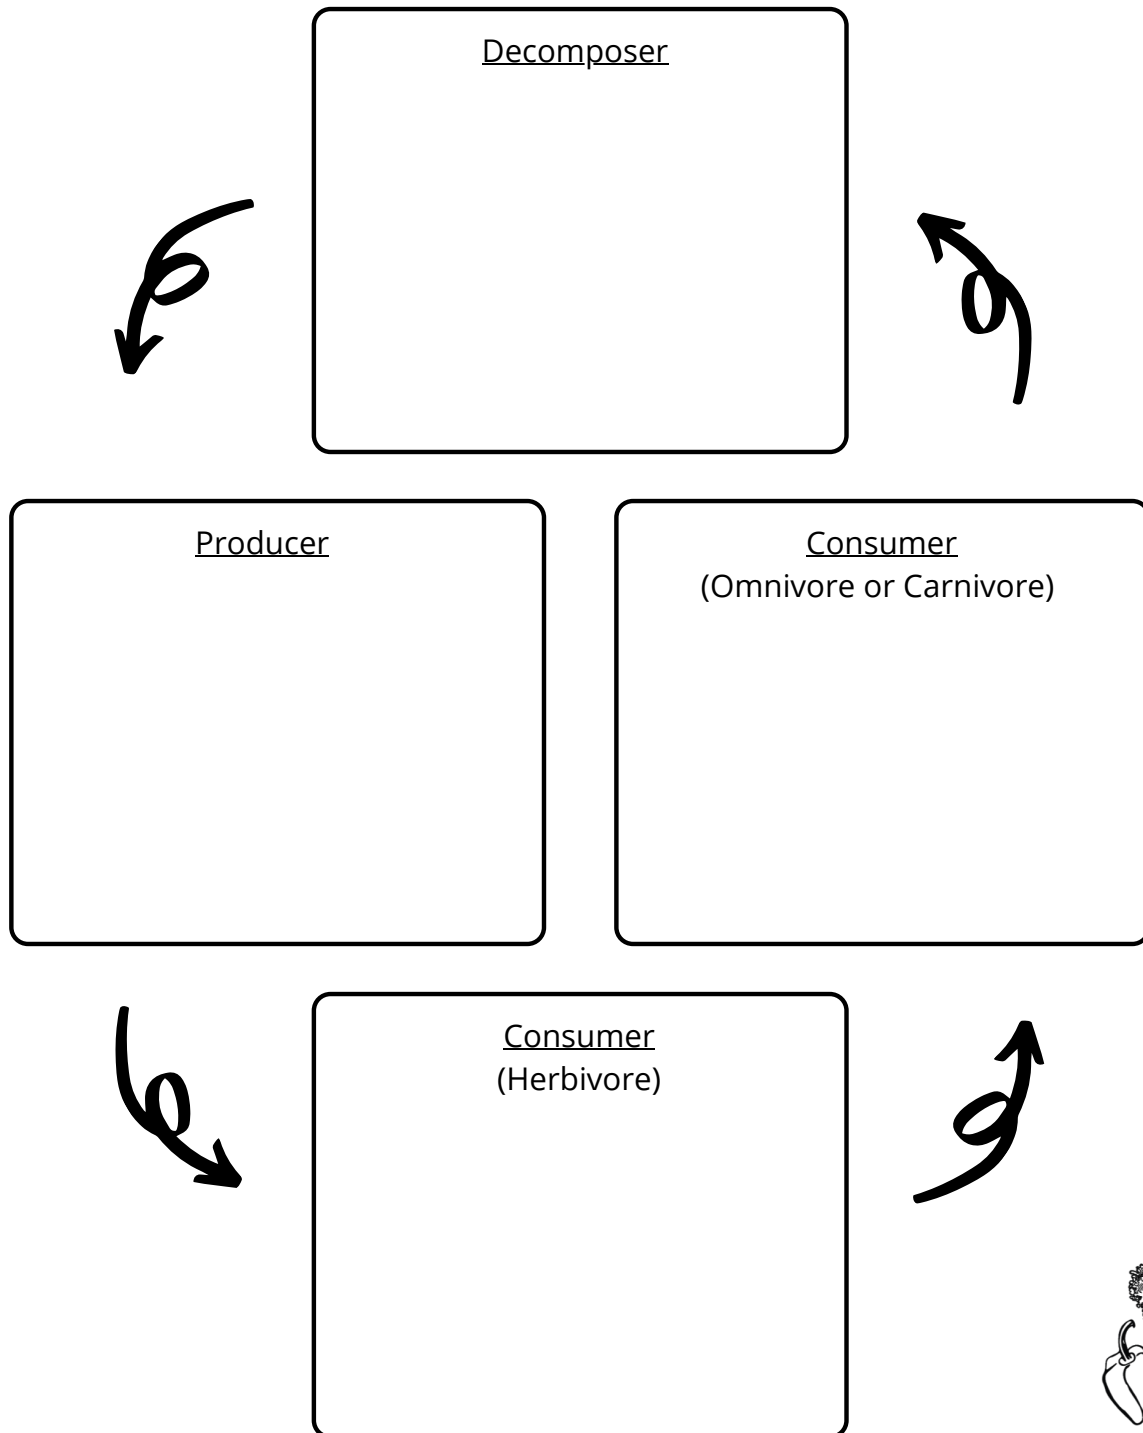 Decomposer
Producer
Consumer
(Omnivore or Carnivore)
Consumer
(Herbivore)